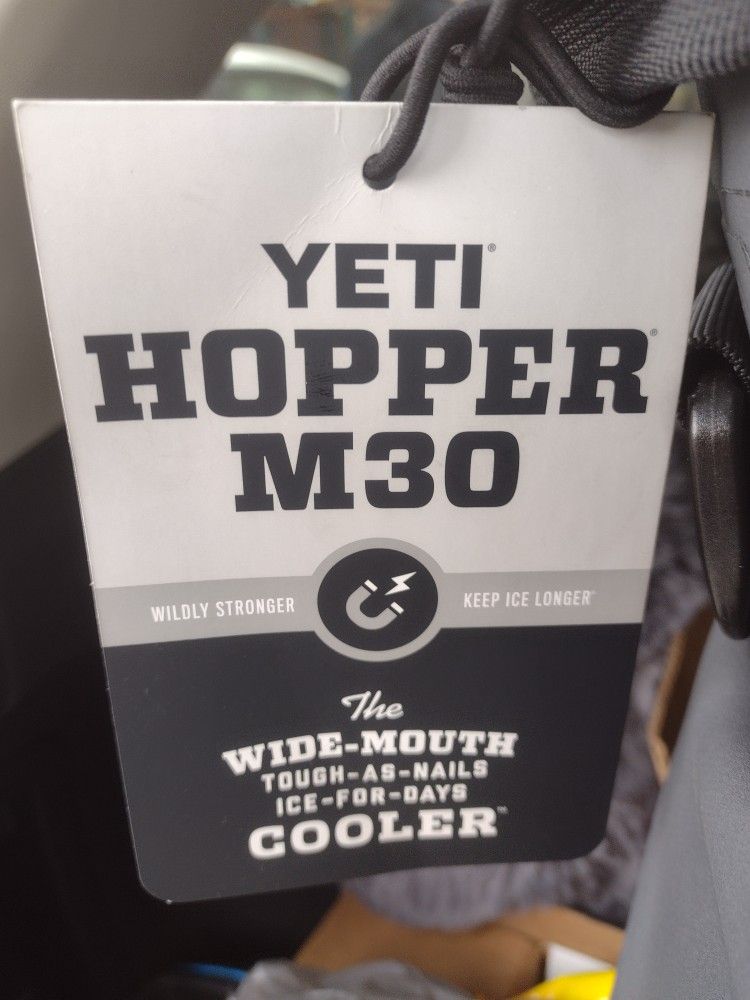 YETI®
HOPPER®
M30
WILDLY STRONGER
KEEP ICE LONGER™
The
WIDE-MOUTH
TOUGH-AS-NAILS
ICE-FOR-DAYS
COOLER™